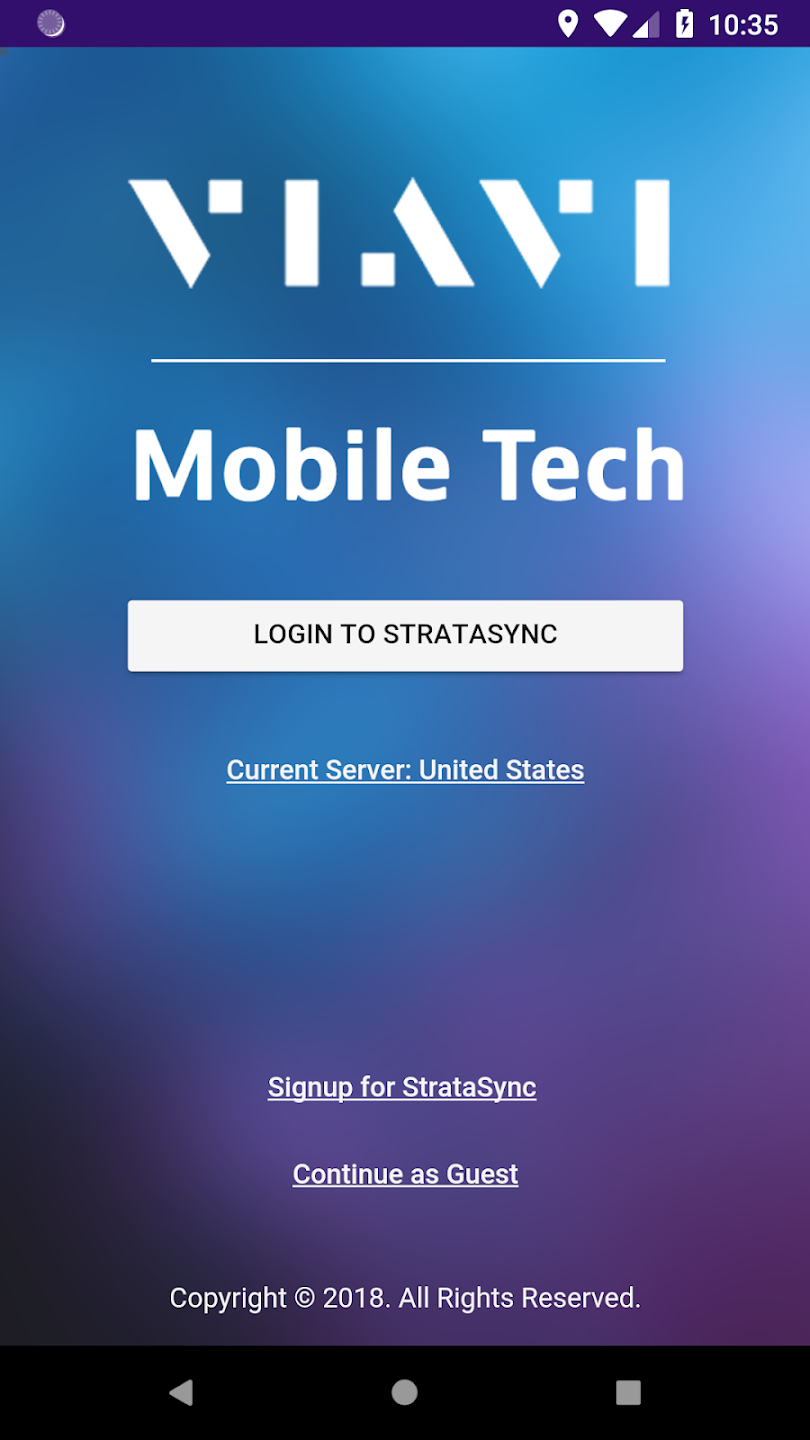 10:35
VIAVI
Mobile Tech
LOGIN TO STRATASYNC
Current Server: United States
Signup for StrataSync
Continue as Guest
Copyright © 2018. All Rights Reserved.